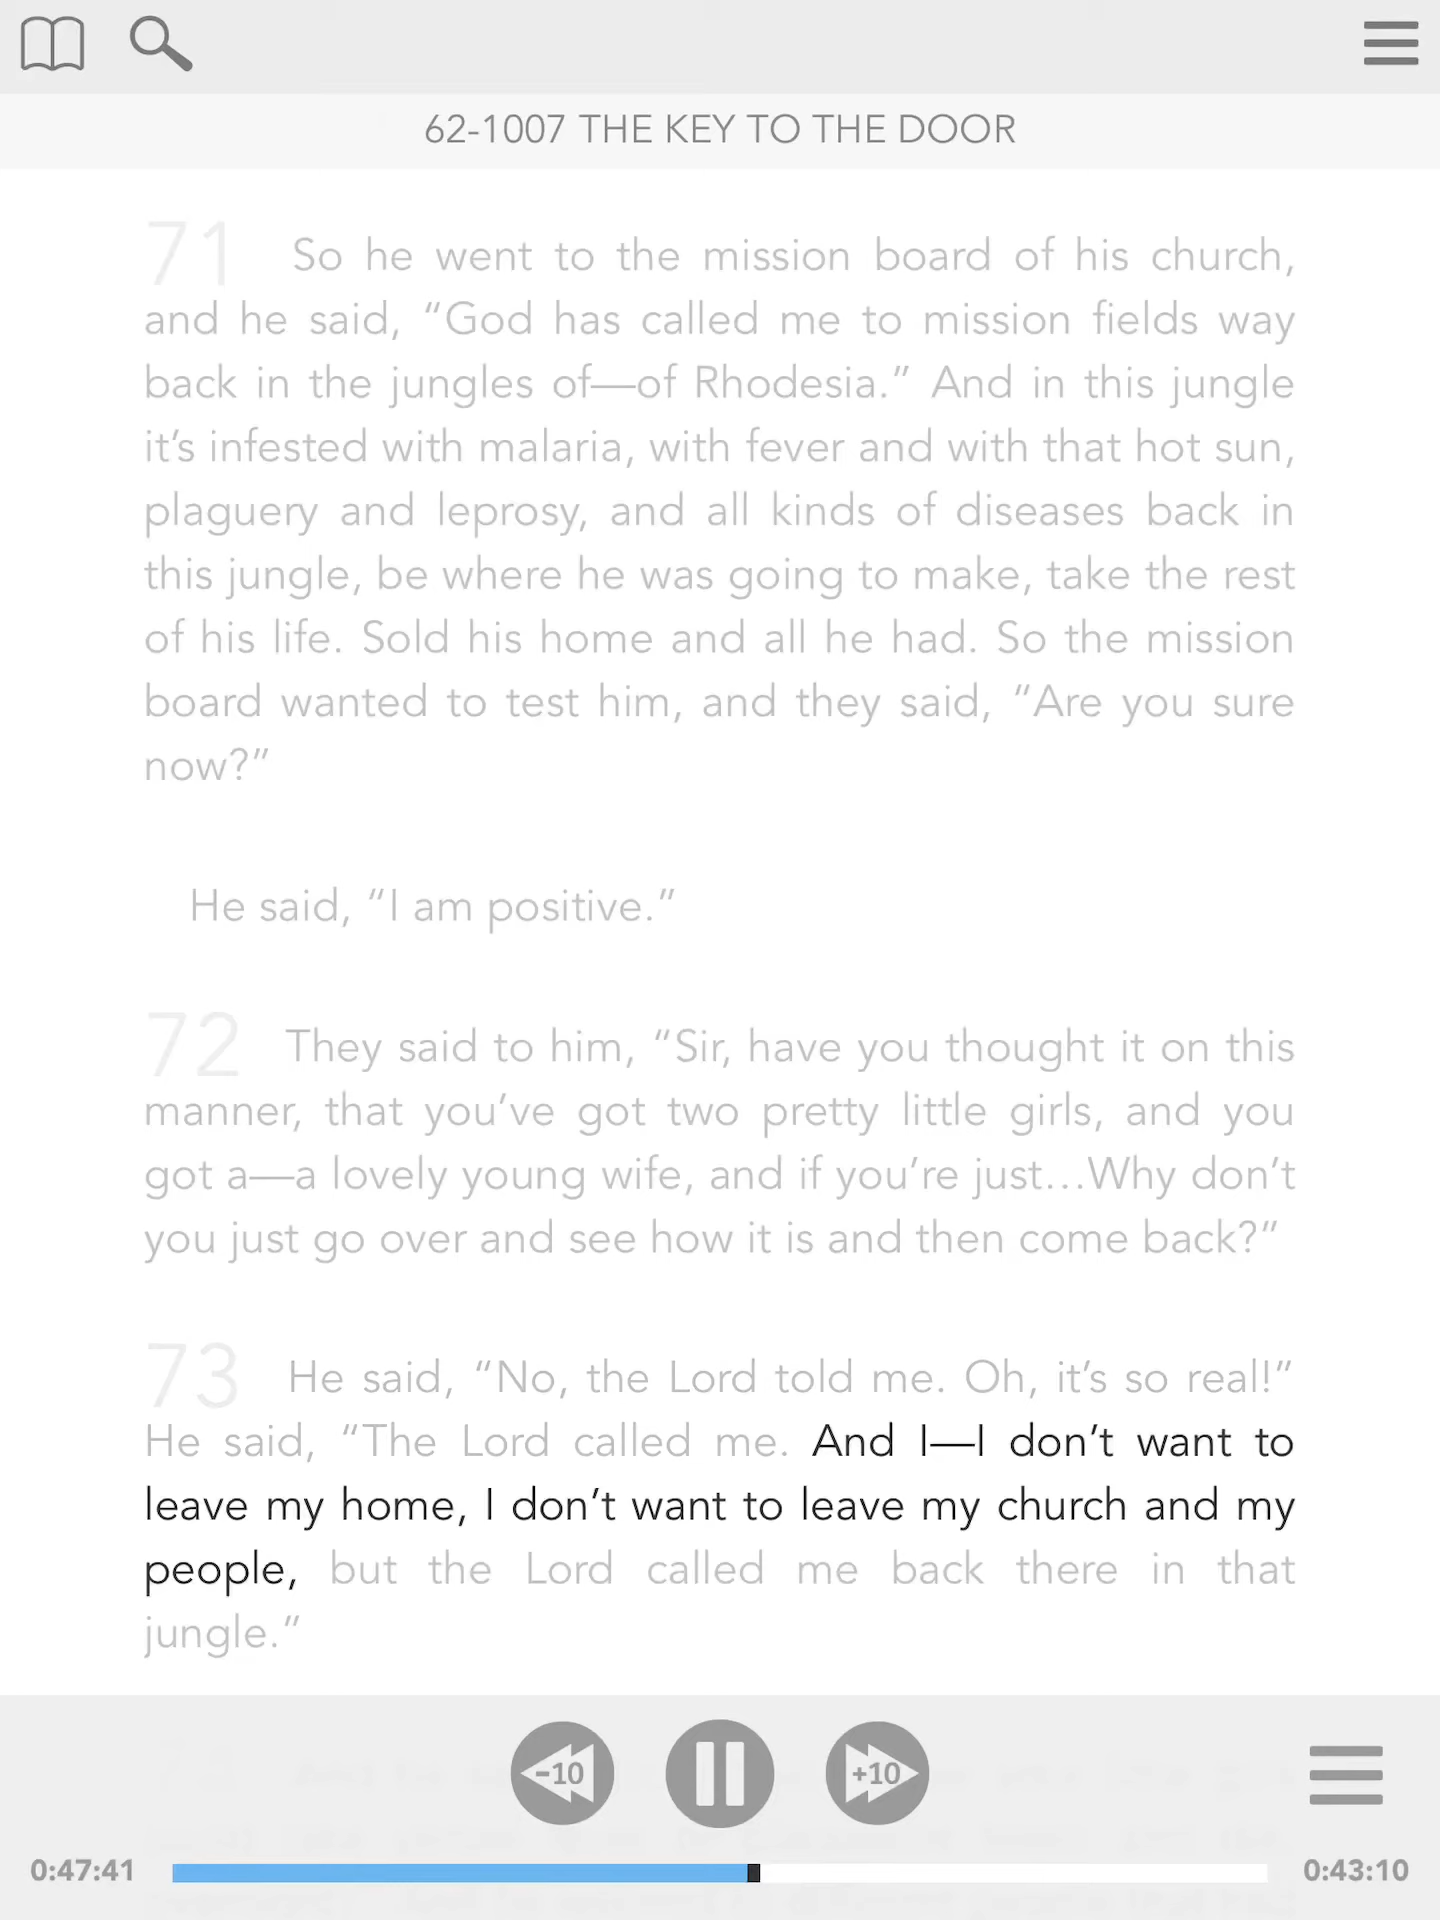 62-1007 THE KEY TO THE DOOR
71 So he went to the mission board of his church,
and he said, “God has called me to mission fields way
back in the jungles of—of Rhodesia.” And in this jungle
it’s infested with malaria, with fever and with that hot sun,
plaguery and leprosy, and all kinds of diseases back in
this jungle, be where he was going to make, take the rest
of his life. Sold his home and all he had. So the mission
board wanted to test him, and they said, “Are you sure
now?”
He said, “I am positive.”
72 They said to him, “Sir, have you thought it on this
manner, that you’ve got two pretty little girls, and you
got a—a lovely young wife, and if you’re just…Why don’t
you just go over and see how it is and then come back?”
73 He said, “No, the Lord told me. Oh, it’s so real!”
He said, “The Lord called me. And I—I don’t want to
leave my home, I don’t want to leave my church and my
people, but the Lord called me back there in that
jungle.”
-10 +10
0:47:41 0:43:10